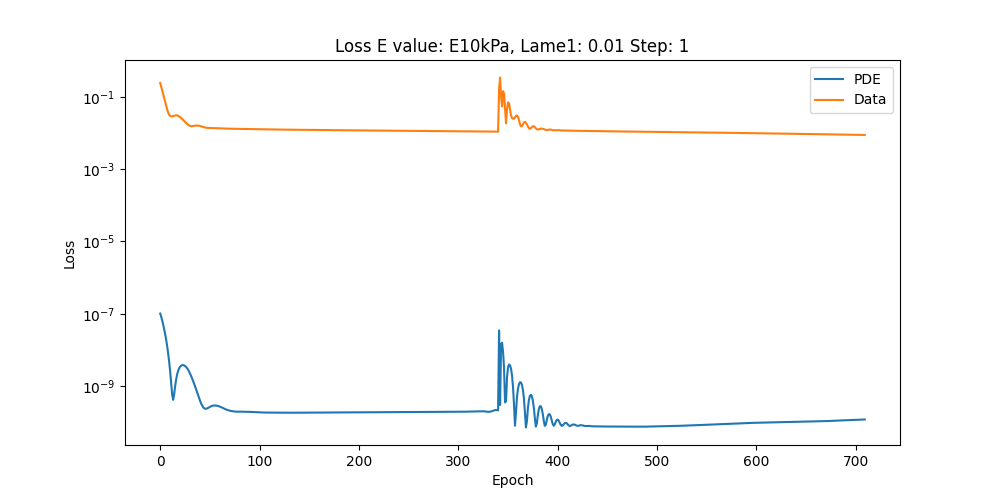 Loss E value: E10kPa, Lame1: 0.01 Step: 1
PDE
Data
10⁻¹
10⁻³
10⁻⁵
10⁻⁷
10⁻⁹
Loss
0 100 200 300 400 500 600 700
Epoch